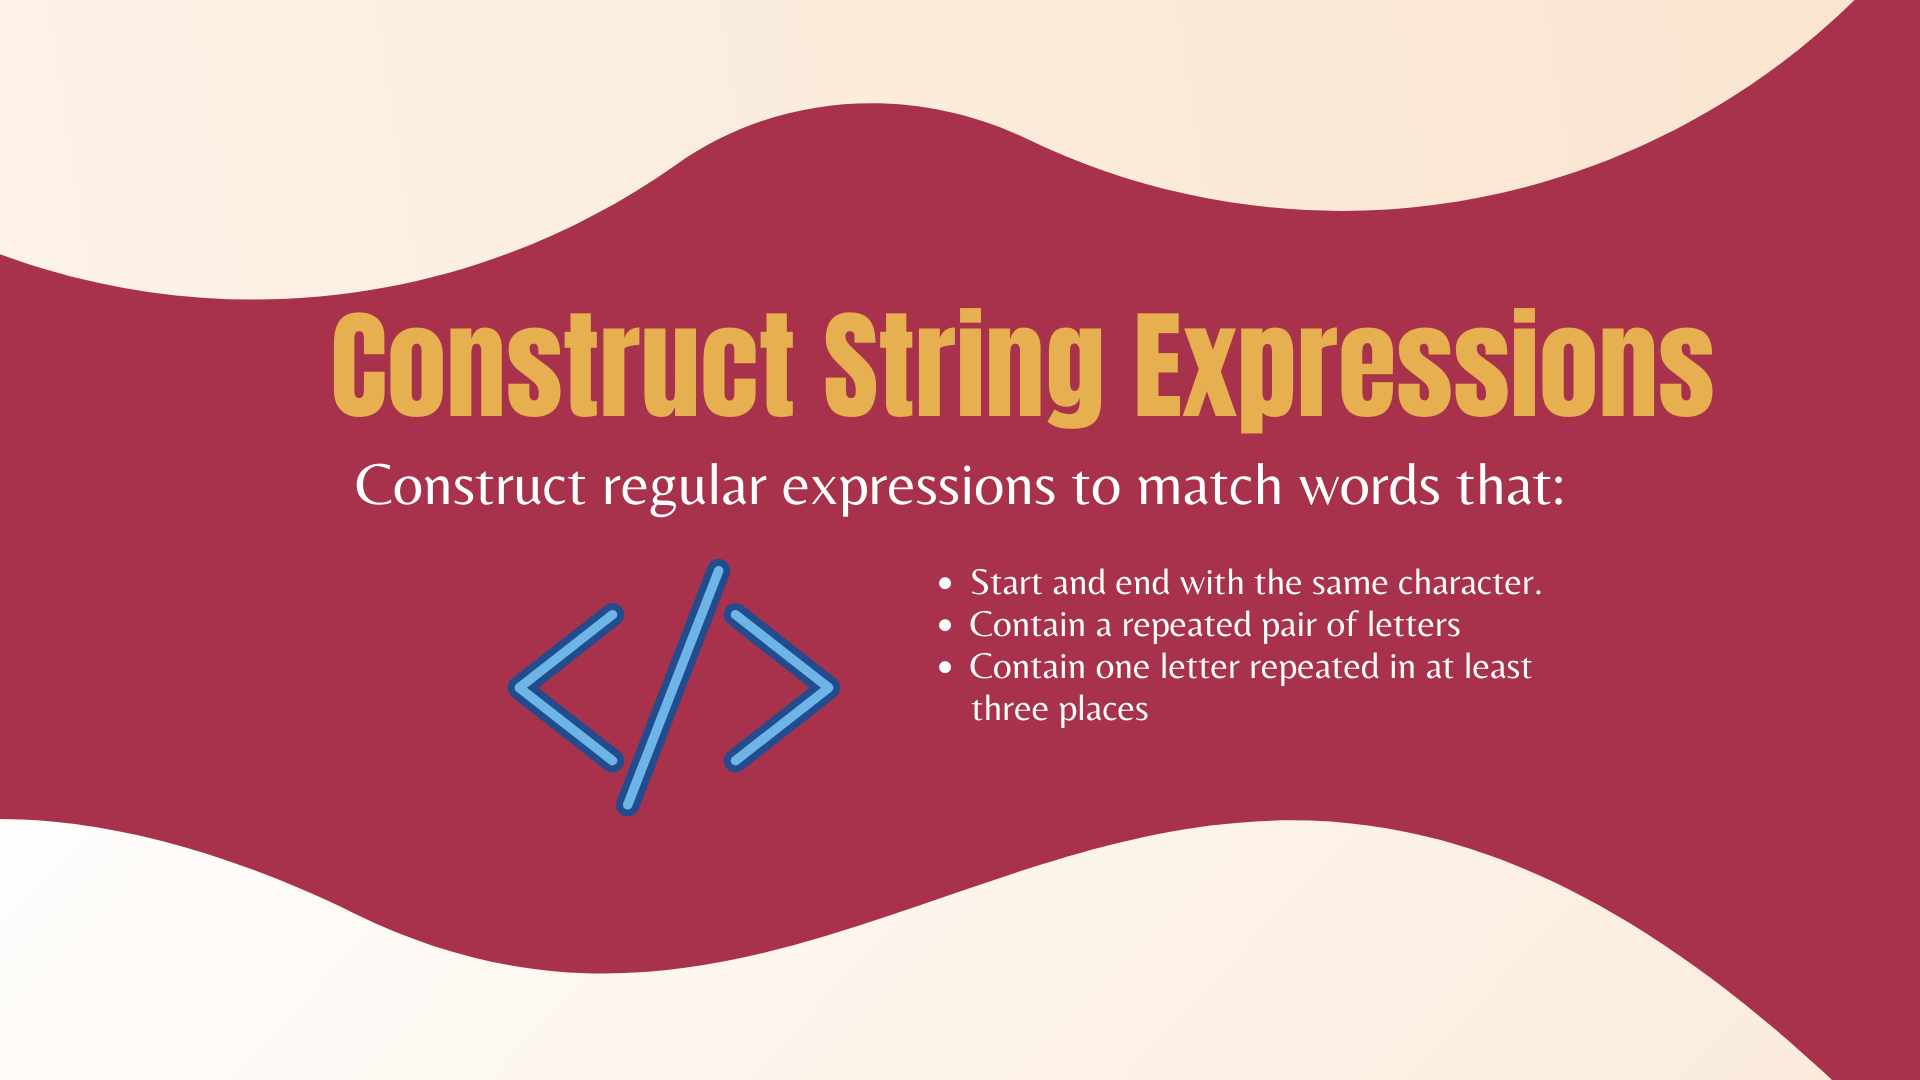 Construct String Expressions
Construct regular expressions to match words that:
• Start and end with the same character.
• Contain a repeated pair of letters
• Contain one letter repeated in at least
three places